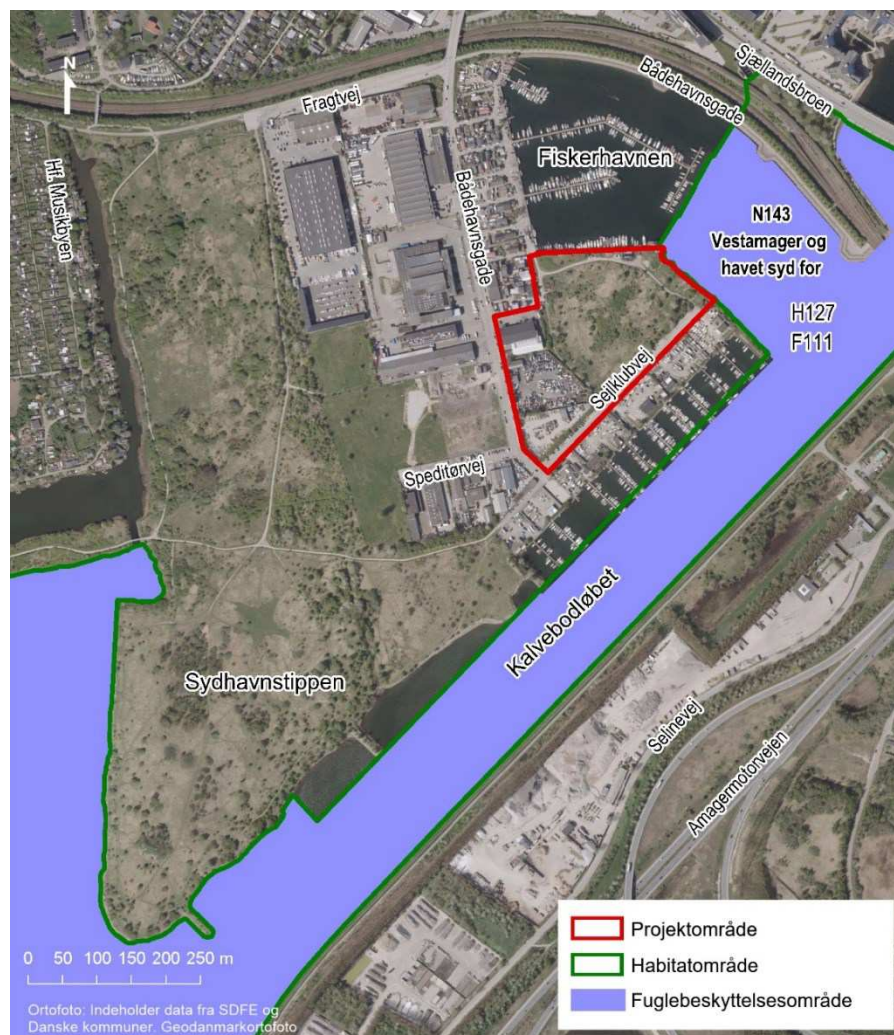 N
Fragtvej
Bådehavnsgade
Sjællandsbroen
Hf. Musikbyen
Bådehavnsgade
Fiskerhavnen
N143
Vestamager og
havet syd for
H127
F111
Sejlklubvej
Speditørvej
Kalvebodløbet
Sydhavnstippen
Selinevej
Amagermotorvejen
0 50 100 150 200 250 m
Ortofoto: Indeholder data fra SDFE og
Danske kommuner. Geodanmarkortofoto
Projektområde
Habitatområde
Fuglebeskyttelsesområde